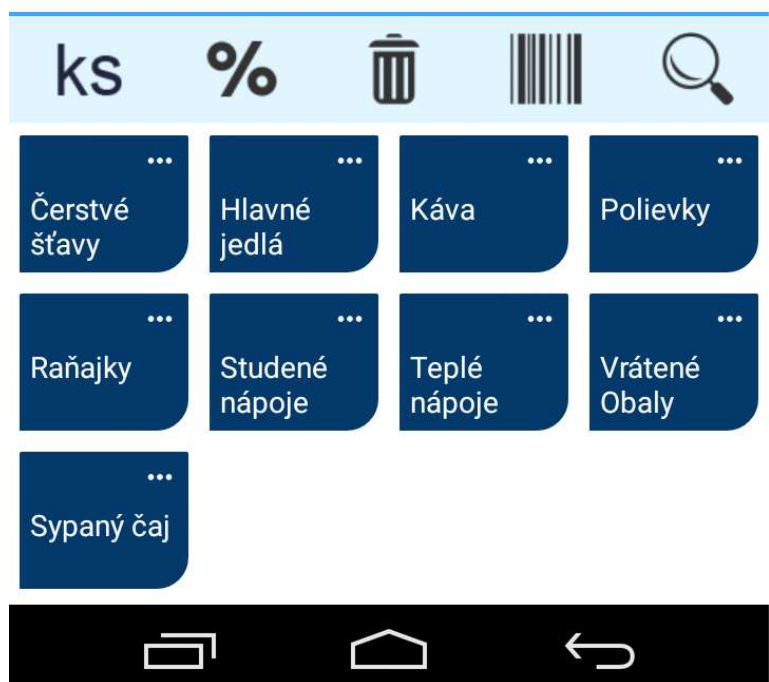 ks %
Čerstvé
šťavy
Hlavné
jedlá
Káva
Polievky
Raňajky
Studené
nápoje
Teplé
nápoje
Vrátené
Obaly
Sypaný čaj